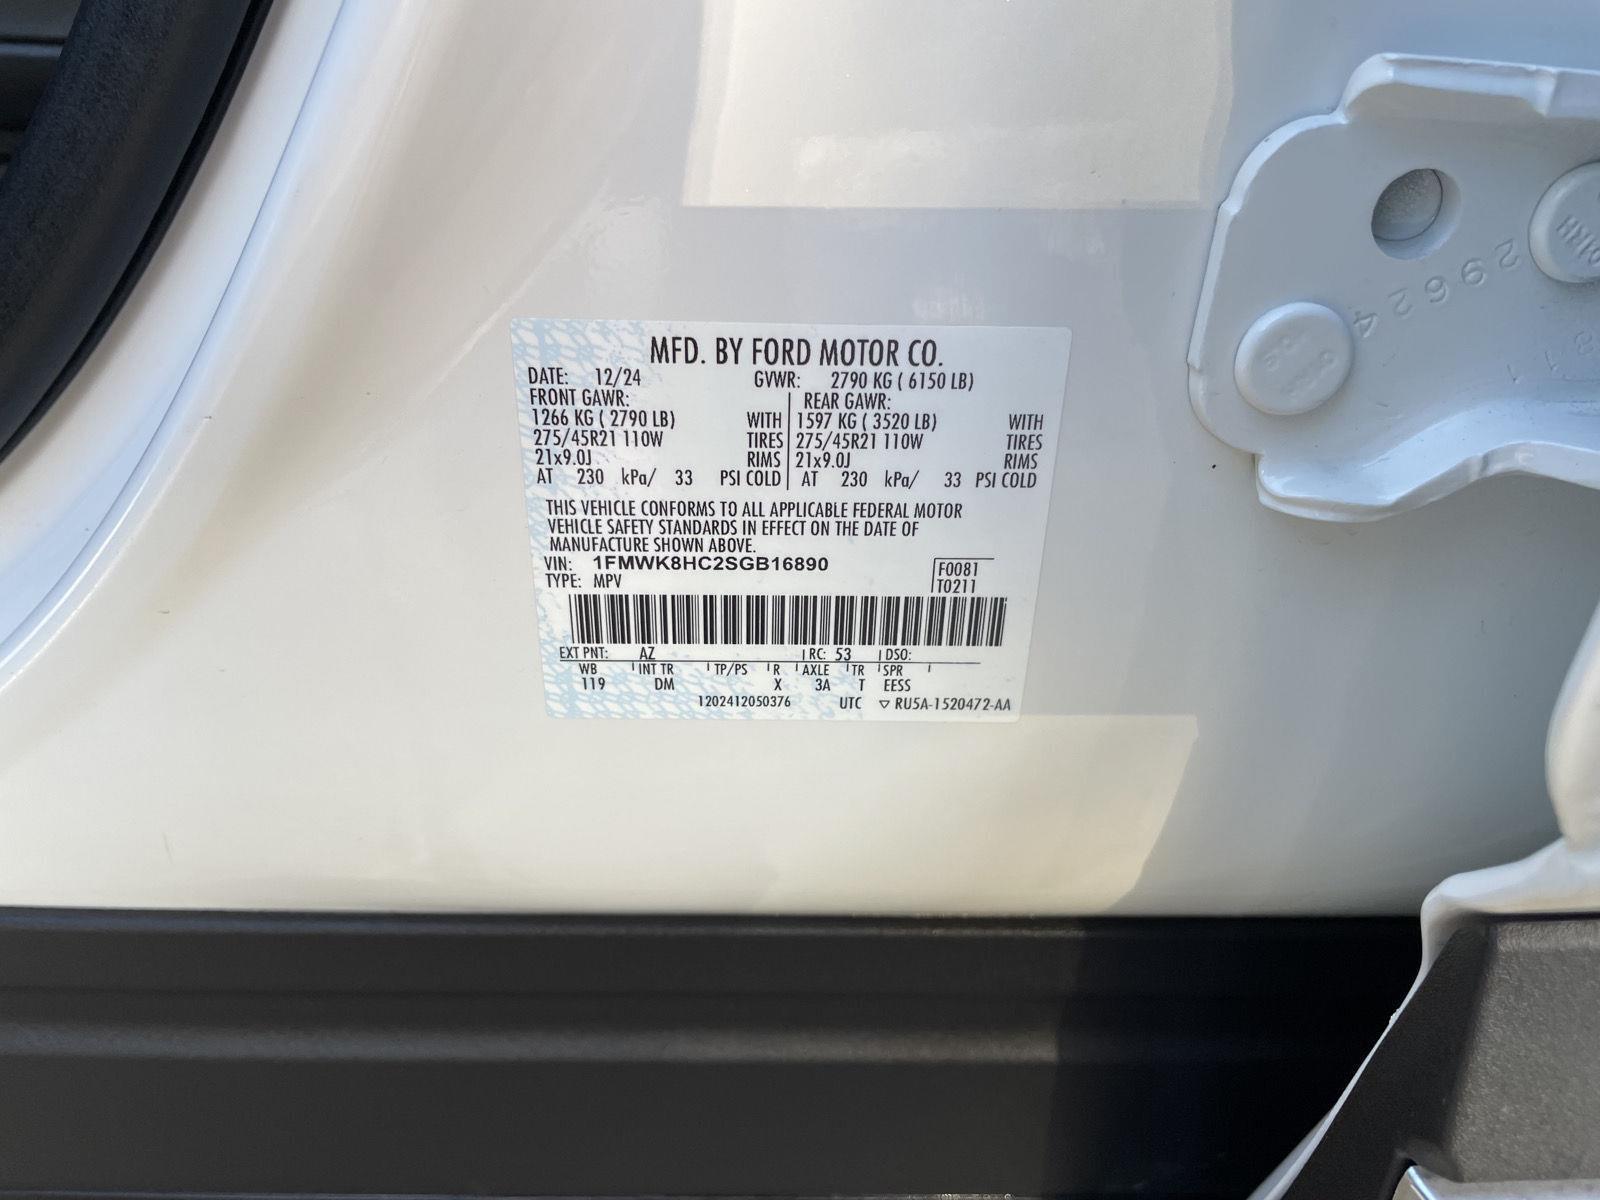 MFD. BY FORD MOTOR CO.
DATE: 12/24 GVWR: 2790 KG ( 6150 LB)
FRONT GAWR: REAR GAWR:
1266 KG ( 2790 LB) WITH 1597 KG ( 3520 LB) WITH
275/45R21 110W TIRES 275/45R21 110W TIRES
21x9.0J RIMS 21x9.0J RIMS
AT 230 kPa/ 33 PSI COLD AT 230 kPa/ 33 PSI COLD
THIS VEHICLE CONFORMS TO ALL APPLICABLE FEDERAL MOTOR
VEHICLE SAFETY STANDARDS IN EFFECT ON THE DATE OF
MANUFACTURE SHOWN ABOVE.
VIN: 1FMWK8HC2SGB16890 F0081
TYPE: MPV T0211
EXT PNT: AZ RC: 53 DSO:
WB INT TR TP/PS R AXLE TR SPR
119 DM X 3A T EESS
1202412050376 UTC ▽ RU5A-1520472-AA
29624